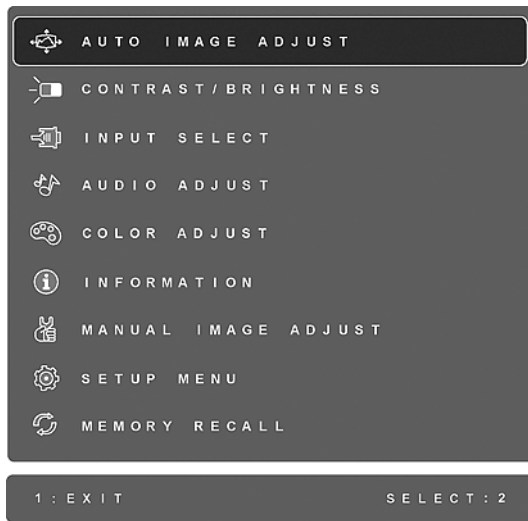 AUTO IMAGE ADJUST
CONTRAST/BRIGHTNESS
INPUT SELECT
AUDIO ADJUST
COLOR ADJUST
INFORMATION
MANUAL IMAGE ADJUST
SETUP MENU
MEMORY RECALL
1:EXIT SELECT:2